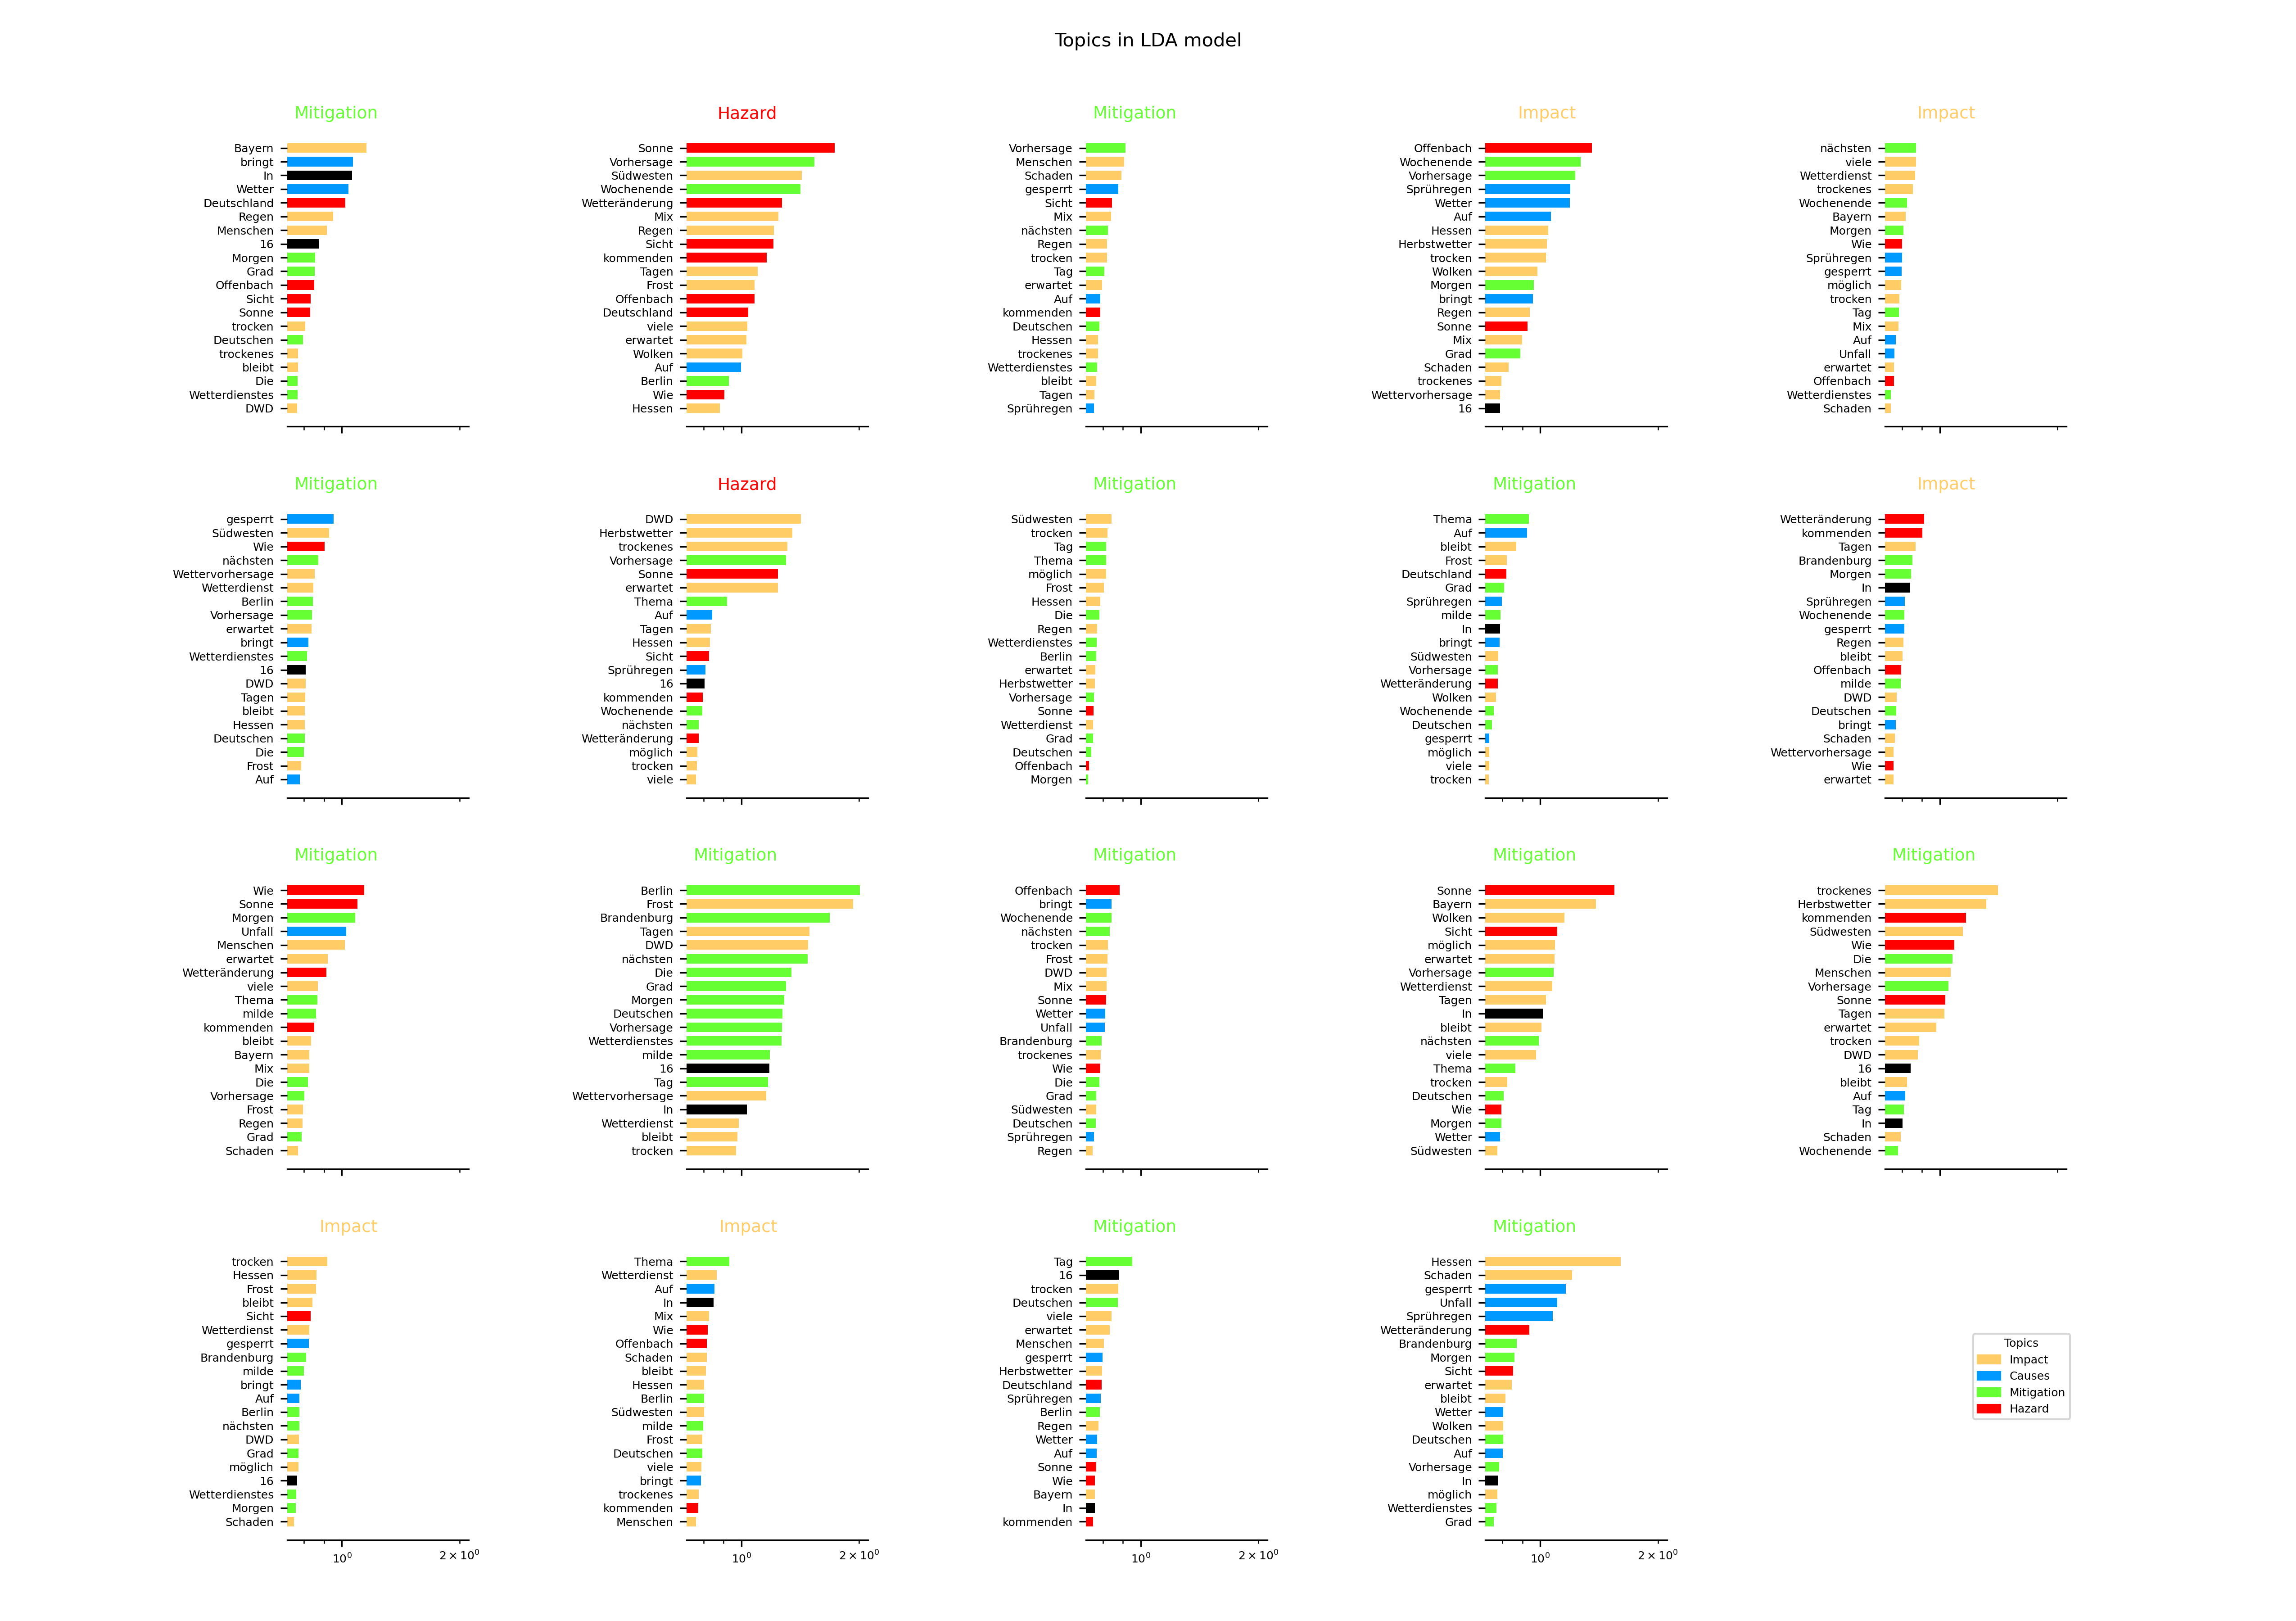 Topics in LDA model
Mitigation
Bayern
bringt
In
Wetter
Deutschland
Regen
Menschen
16
Morgen
Grad
Offenbach
Sicht
Sonne
trocken
Deutschen
trockenes
bleibt
Die
Wetterdienstes
DWD
Hazard
Sonne
Vorhersage
Südwesten
Wochenende
Wetteränderung
Mix
Regen
Sicht
kommenden
Tagen
Frost
Offenbach
Deutschland
viele
erwartet
Wolken
Auf
Berlin
Wie
Hessen
Mitigation
Vorhersage
Menschen
Schaden
gesperrt
Sicht
Mix
nächsten
Regen
trocken
Tag
erwartet
Auf
kommenden
Deutschen
Hessen
trockenes
Wetterdienstes
bleibt
Tagen
Sprühregen
Impact
Offenbach
Wochenende
Vorhersage
Sprühregen
Wetter
Auf
Hessen
Herbstwetter
trocken
Wolken
Morgen
bringt
Regen
Sonne
Mix
Grad
Schaden
trockenes
Wettervorhersage
16
Impact
nächsten
viele
Wetterdienst
trockenes
Wochenende
Bayern
Morgen
Wie
Sprühregen
gesperrt
möglich
trocken
Tag
Mix
Auf
Unfall
erwartet
Offenbach
Wetterdienstes
Schaden
Mitigation
gesperrt
Südwesten
Wie
nächsten
Wettervorhersage
Wetterdienst
Berlin
Vorhersage
erwartet
bringt
Wetterdienstes
16
DWD
Tagen
bleibt
Hessen
Deutschen
Die
Frost
Auf
Hazard
DWD
Herbstwetter
trockenes
Vorhersage
Sonne
erwartet
Thema
Auf
Tagen
Hessen
Sicht
Sprühregen
16
kommenden
Wochenende
nächsten
Wetteränderung
möglich
trocken
viele
Mitigation
Südwesten
trocken
Tag
Thema
möglich
Frost
Hessen
Die
Regen
Wetterdienstes
Berlin
erwartet
Herbstwetter
Vorhersage
Sonne
Wetterdienst
Grad
Deutschen
Offenbach
Morgen
Mitigation
Thema
Auf
bleibt
Frost
Deutschland
Grad
Sprühregen
milde
In
bringt
Südwesten
Vorhersage
Wetteränderung
Wolken
Wochenende
Deutschen
gesperrt
möglich
viele
trocken
Impact
Wetteränderung
kommenden
Tagen
Brandenburg
Morgen
In
Sprühregen
Wochenende
gesperrt
Regen
bleibt
Offenbach
milde
DWD
Deutschen
bringt
Schaden
Wettervorhersage
Wie
erwartet
Mitigation
Wie
Sonne
Morgen
Unfall
Menschen
erwartet
Wetteränderung
viele
Thema
milde
kommenden
bleibt
Bayern
Mix
Die
Vorhersage
Frost
Regen
Grad
Schaden
Mitigation
Berlin
Frost
Brandenburg
Tagen
DWD
nächsten
Die
Grad
Morgen
Deutschen
Vorhersage
Wetterdienstes
milde
16
Tag
Wettervorhersage
In
Wetterdienst
bleibt
trocken
Mitigation
Offenbach
bringt
Wochenende
nächsten
trocken
Frost
DWD
Mix
Sonne
Wetter
Unfall
Brandenburg
trockenes
Wie
Die
Grad
Südwesten
Deutschen
Sprühregen
Regen
Mitigation
Sonne
Bayern
Wolken
Sicht
möglich
erwartet
Vorhersage
Wetterdienst
Tagen
In
bleibt
nächsten
viele
Thema
trocken
Deutschen
Wie
Morgen
Wetter
Südwesten
Mitigation
trockenes
Herbstwetter
kommenden
Südwesten
Wie
Die
Menschen
Vorhersage
Sonne
Tagen
erwartet
trocken
DWD
16
bleibt
Auf
Tag
In
Schaden
Wochenende
Impact
trocken
Hessen
Frost
bleibt
Sicht
Wetterdienst
gesperrt
Brandenburg
milde
bringt
Auf
Berlin
nächsten
DWD
Grad
möglich
16
Wetterdienstes
Morgen
Schaden
10⁰
2 × 10⁰
Impact
Thema
Wetterdienst
Auf
In
Mix
Wie
Offenbach
Schaden
bleibt
Hessen
Berlin
Südwesten
milde
Frost
Deutschen
viele
bringt
trockenes
kommenden
Menschen
10⁰
2 × 10⁰
Mitigation
Tag
16
trocken
Deutschen
viele
erwartet
Menschen
gesperrt
Herbstwetter
Deutschland
Sprühregen
Berlin
Regen
Wetter
Auf
Sonne
Wie
Bayern
In
kommenden
10⁰
2 × 10⁰
Mitigation
Hessen
Schaden
gesperrt
Unfall
Sprühregen
Wetteränderung
Brandenburg
Morgen
Sicht
erwartet
bleibt
Wetter
Wolken
Deutschen
Auf
Vorhersage
In
möglich
Wetterdienstes
Grad
10⁰
2 × 10⁰
Topics
Impact
Causes
Mitigation
Hazard